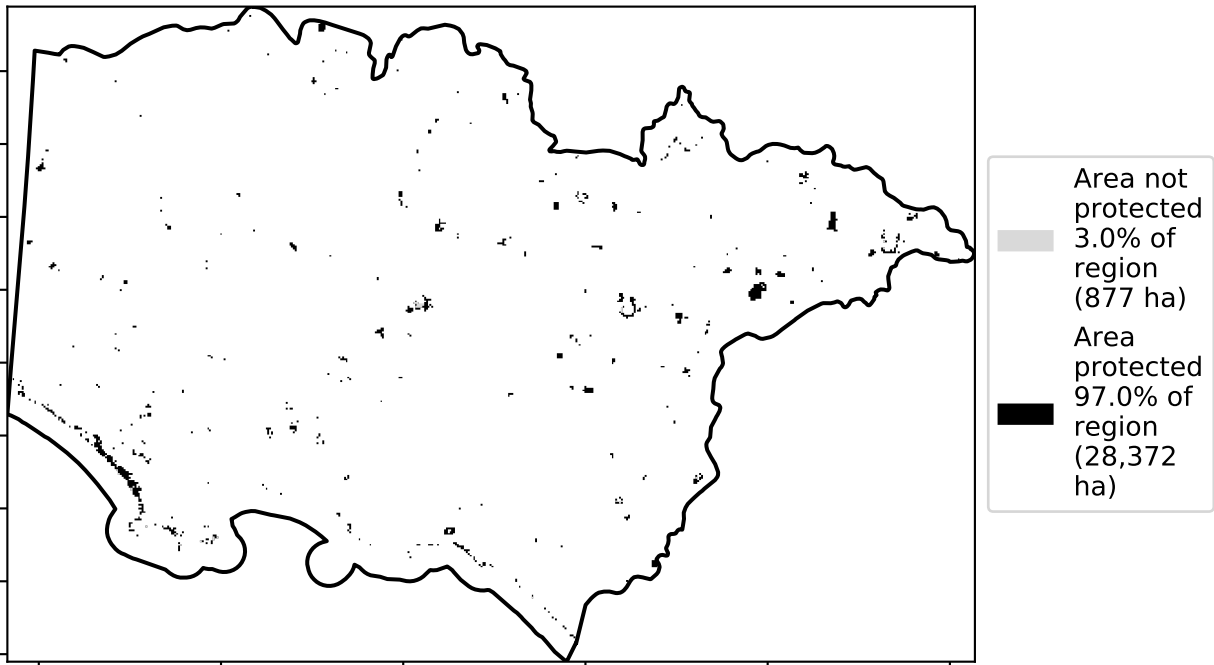 Area not
protected
3.0% of
region
(877 ha)
Area
protected
97.0% of
region
(28,372
ha)